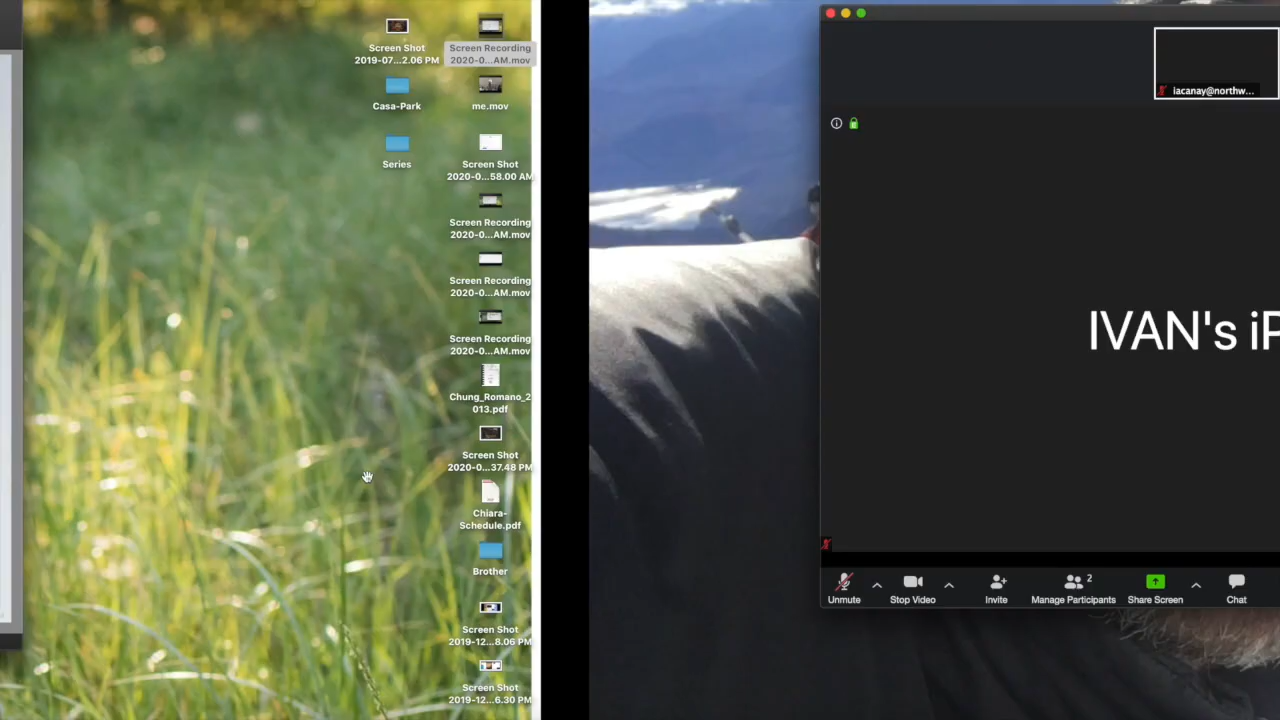 Screen Shot
2019-07...2.06 PM
Screen Recording
2020-0...AM.mov
Casa-Park
me.mov
Series
Screen Shot
2020-0...58.00 AM
Screen Recording
2020-0...AM.mov
Screen Recording
2020-0...AM.mov
Screen Recording
2020-0...AM.mov
Chung_Romano_2
013.pdf
Screen Shot
2020-0...37.48 PM
Chiara-
Schedule.pdf
Brother
Screen Shot
2019-12...8.06 PM
Screen Shot
2019-12...6.30 PM
iacanay@northw...
IVAN's iP
2
Unmute
Stop Video
Invite
Manage Participants
Share Screen
Chat